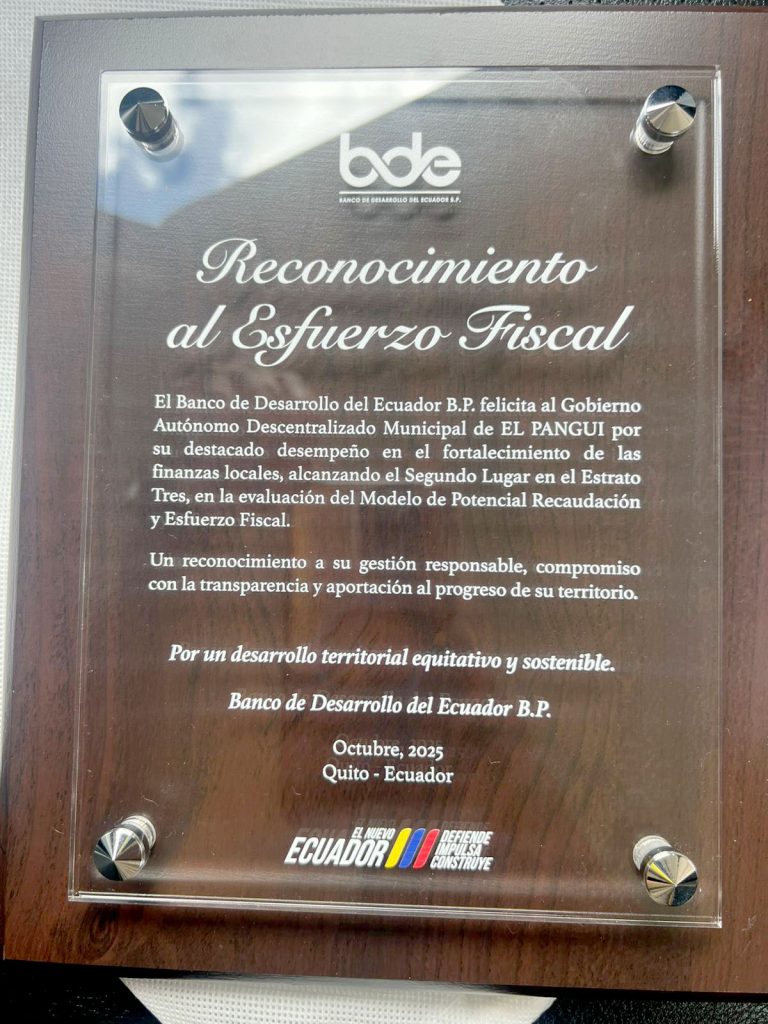 bde
BANCO DE DESARROLLO DEL ECUADOR B.P.
Reconocimiento
al Esfuerzo Fiscal
El Banco de Desarrollo del Ecuador B.P. felicita al Gobierno
Autónomo Descentralizado Municipal de EL PANGUI por
su destacado desempeño en el fortalecimiento de las
finanzas locales, alcanzando el Segundo Lugar en el Estrato
Tres, en la evaluación del Modelo de Potencial Recaudación
y Esfuerzo Fiscal.
Un reconocimiento a su gestión responsable, compromiso
con la transparencia y aportación al progreso de su territorio.
Por un desarrollo territorial equitativo y sostenible.
Banco de Desarrollo del Ecuador B.P.
Octubre, 2025
Quito - Ecuador
EL NUEVO
ECUADOR
DEFIENDE
IMPULSA
CONSTRUYE